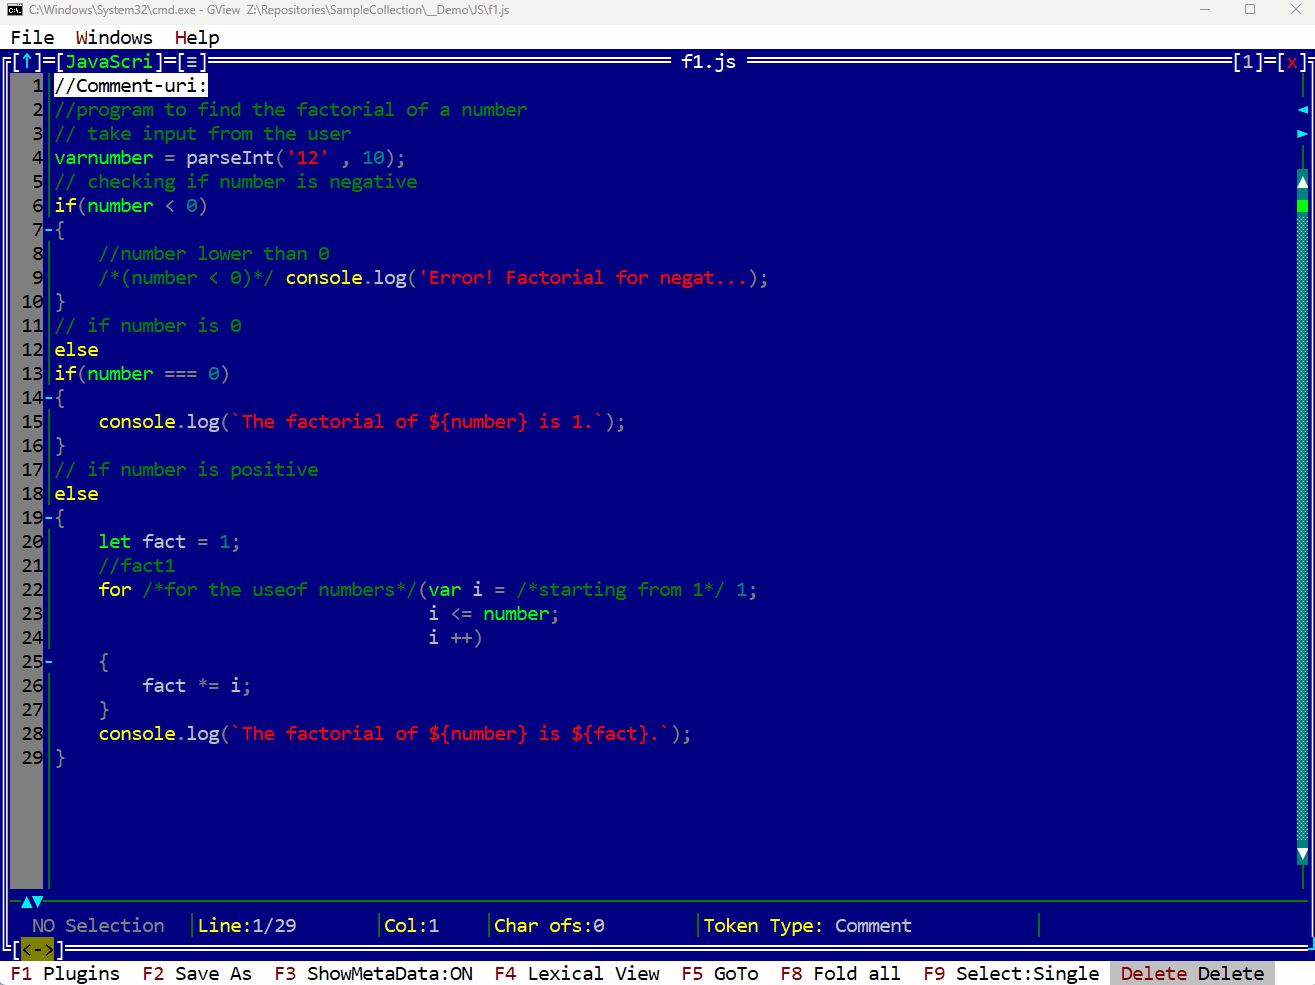 C:\Windows\System32\cmd.exe - GView Z:\Repositories\SampleCollection\__Demo\JS\f1.js
File Windows Help
[↑]=[JavaScri]=[≡] f1.js [1]=[x]
1 //Comment-uri:
2 //program to find the factorial of a number
3 // take input from the user
4 varnumber = parseInt('12' , 10);
5 // checking if number is negative
6 if(number < 0)
7-{
8     //number lower than 0
9     /*(number < 0)*/ console.log('Error! Factorial for negat...);
10 }
11 // if number is 0
12 else
13 if(number === 0)
14-{
15     console.log(`The factorial of ${number} is 1.`);
16 }
17 // if number is positive
18 else
19-{
20     let fact = 1;
21     //fact1
22     for /*for the useof numbers*/(var i = /*starting from 1*/ 1;
23                                   i <= number;
24                                   i ++)
25-    {
26         fact *= i;
27     }
28     console.log(`The factorial of ${number} is ${fact}.`);
29 }
NO Selection Line:1/29 Col:1 Char ofs:0 Token Type: Comment
[<->]
F1 Plugins F2 Save As F3 ShowMetaData:ON F4 Lexical View F5 GoTo F8 Fold all F9 Select:Single Delete Delete